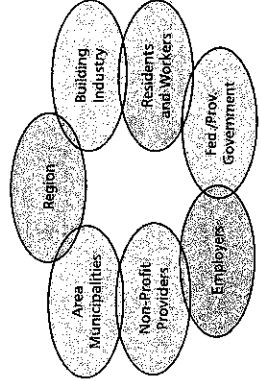 Region
Building
Industry
Residents
and Workers
Fed./Prov.
Government
Employers
Non-Profit
Providers
Area
Municipalities